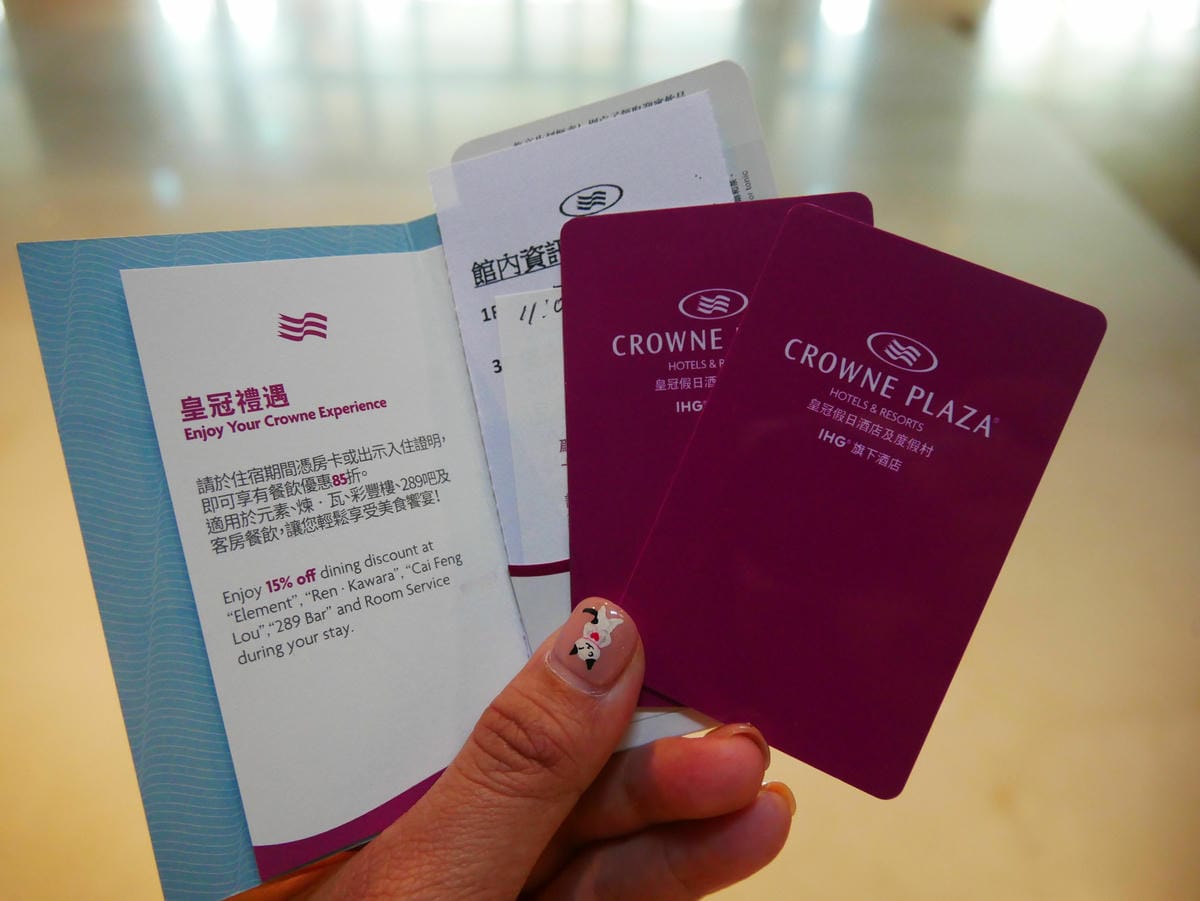 皇冠禮遇
Enjoy Your Crowne Experience
請於住宿期間憑房卡或出示入住證明,
即可享有餐飲優惠85折。
適用於元素、煉‧瓦、彩豐樓、289吧及
客房餐飲,讓您輕鬆享受美食饗宴!
Enjoy 15% off dining discount at
“Element”, “Ren · Kawara”, “Cai Feng
Lou”, “289 Bar” and Room Service
during your stay.
館內資訊
11:0
3
tonic
CROWNE
HOTELS &
皇冠假日酒
IHG®
CROWNE PLAZA®
HOTELS & RESORTS
皇冠假日酒店及度假村
IHG® 旗下酒店